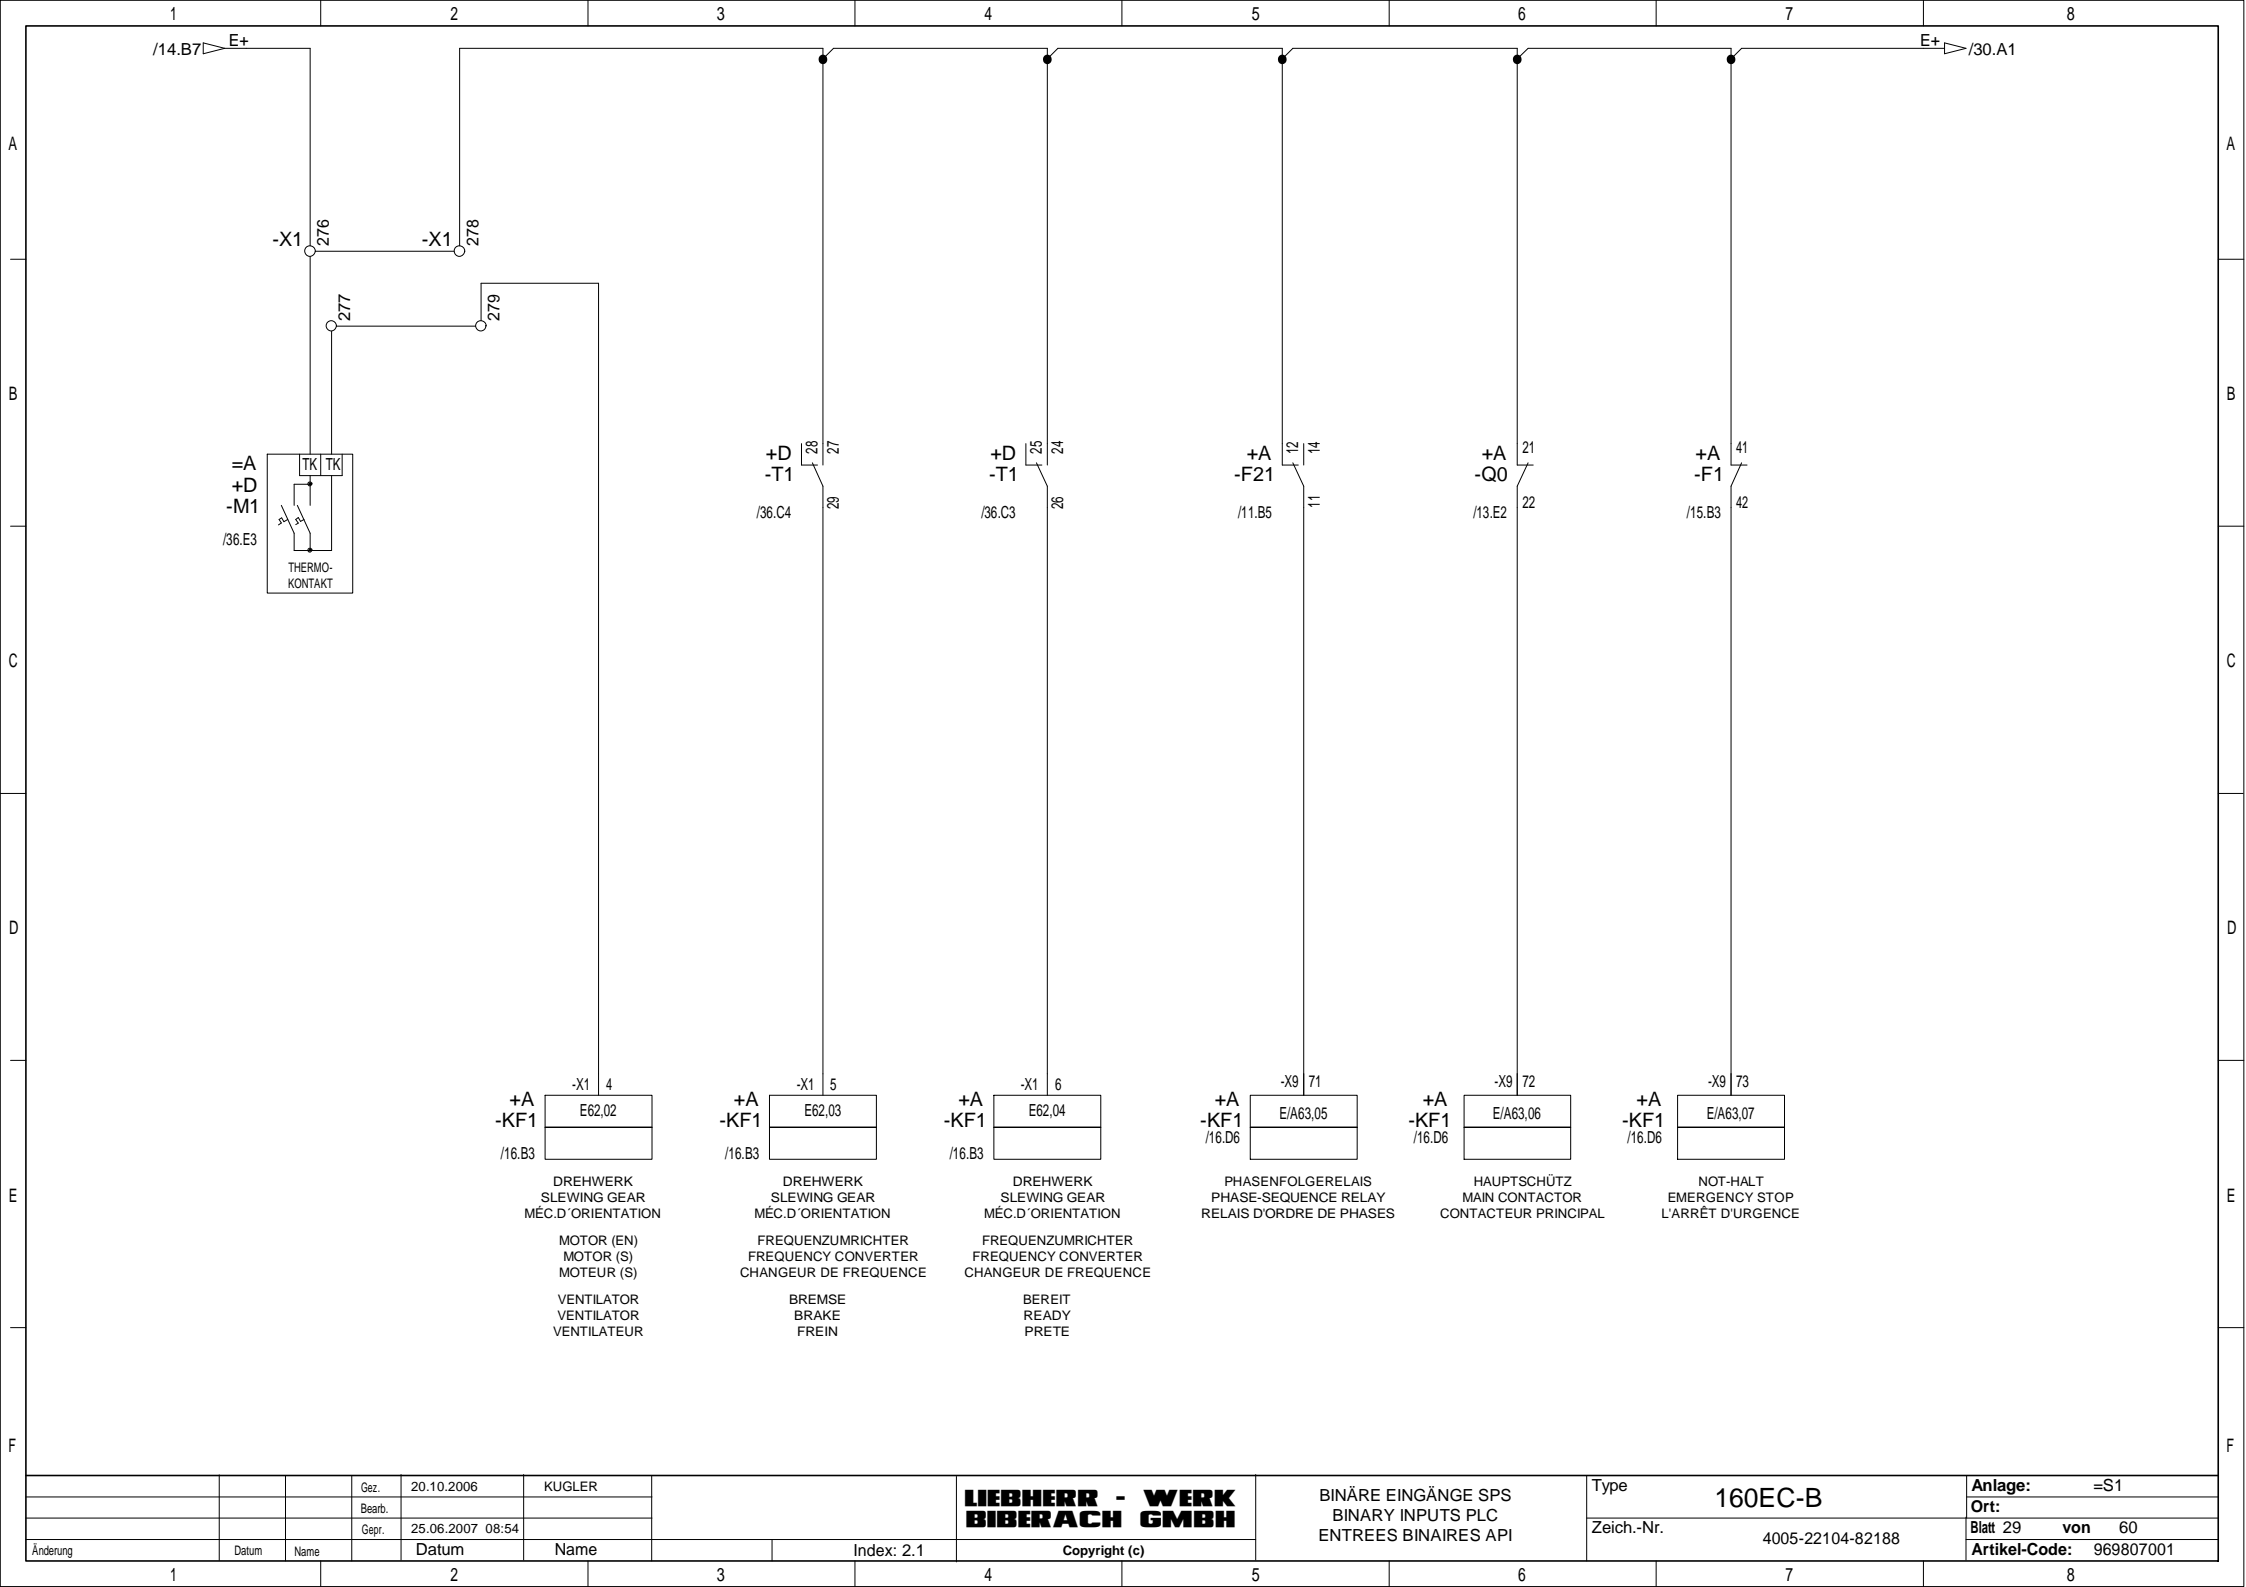 1 2 3 4 5 6 7 8
/14.B7 E+ E+ /30.A1
A A
-X1 276 -X1 278
277 279
B B
=A
+D
-M1
/36.E3
TK TK
THERMO-
KONTAKT
+D
-T1
/36.C4
28 27
29
+D
-T1
/36.C3
25 24
26
+A
-F21
/11.B5
12 14
11
+A
-Q0
/13.E2
21
22
+A
-F1
/15.B3
41
42
C C
D D
+A
-KF1
/16.B3
-X1 4
E62,02
DREHWERK
SLEWING GEAR
MÉC.D´ORIENTATION
MOTOR (EN)
MOTOR (S)
MOTEUR (S)
VENTILATOR
VENTILATOR
VENTILATEUR
+A
-KF1
/16.B3
-X1 5
E62,03
DREHWERK
SLEWING GEAR
MÉC.D´ORIENTATION
FREQUENZUMRICHTER
FREQUENCY CONVERTER
CHANGEUR DE FREQUENCE
BREMSE
BRAKE
FREIN
+A
-KF1
/16.B3
-X1 6
E62,04
DREHWERK
SLEWING GEAR
MÉC.D´ORIENTATION
FREQUENZUMRICHTER
FREQUENCY CONVERTER
CHANGEUR DE FREQUENCE
BEREIT
READY
PRETE
+A
-KF1
/16.D6
-X9 71
E/A63,05
PHASENFOLGERELAIS
PHASE-SEQUENCE RELAY
RELAIS D'ORDRE DE PHASES
+A
-KF1
/16.D6
-X9 72
E/A63,06
HAUPTSCHÜTZ
MAIN CONTACTOR
CONTACTEUR PRINCIPAL
+A
-KF1
/16.D6
-X9 73
E/A63,07
NOT-HALT
EMERGENCY STOP
L'ARRÊT D'URGENCE
E E
F F
Gez. 20.10.2006 KUGLER
Bearb.
Gepr. 25.06.2007 08:54
Änderung Datum Name Datum Name Index: 2.1
LIEBHERR - WERK
BIBERACH GMBH
Copyright (c)
BINÄRE EINGÄNGE SPS
BINARY INPUTS PLC
ENTREES BINAIRES API
Type 160EC-B
Zeich.-Nr. 4005-22104-82188
Anlage: =S1
Ort:
Blatt 29 von 60
Artikel-Code: 969807001
1 2 3 4 5 6 7 8